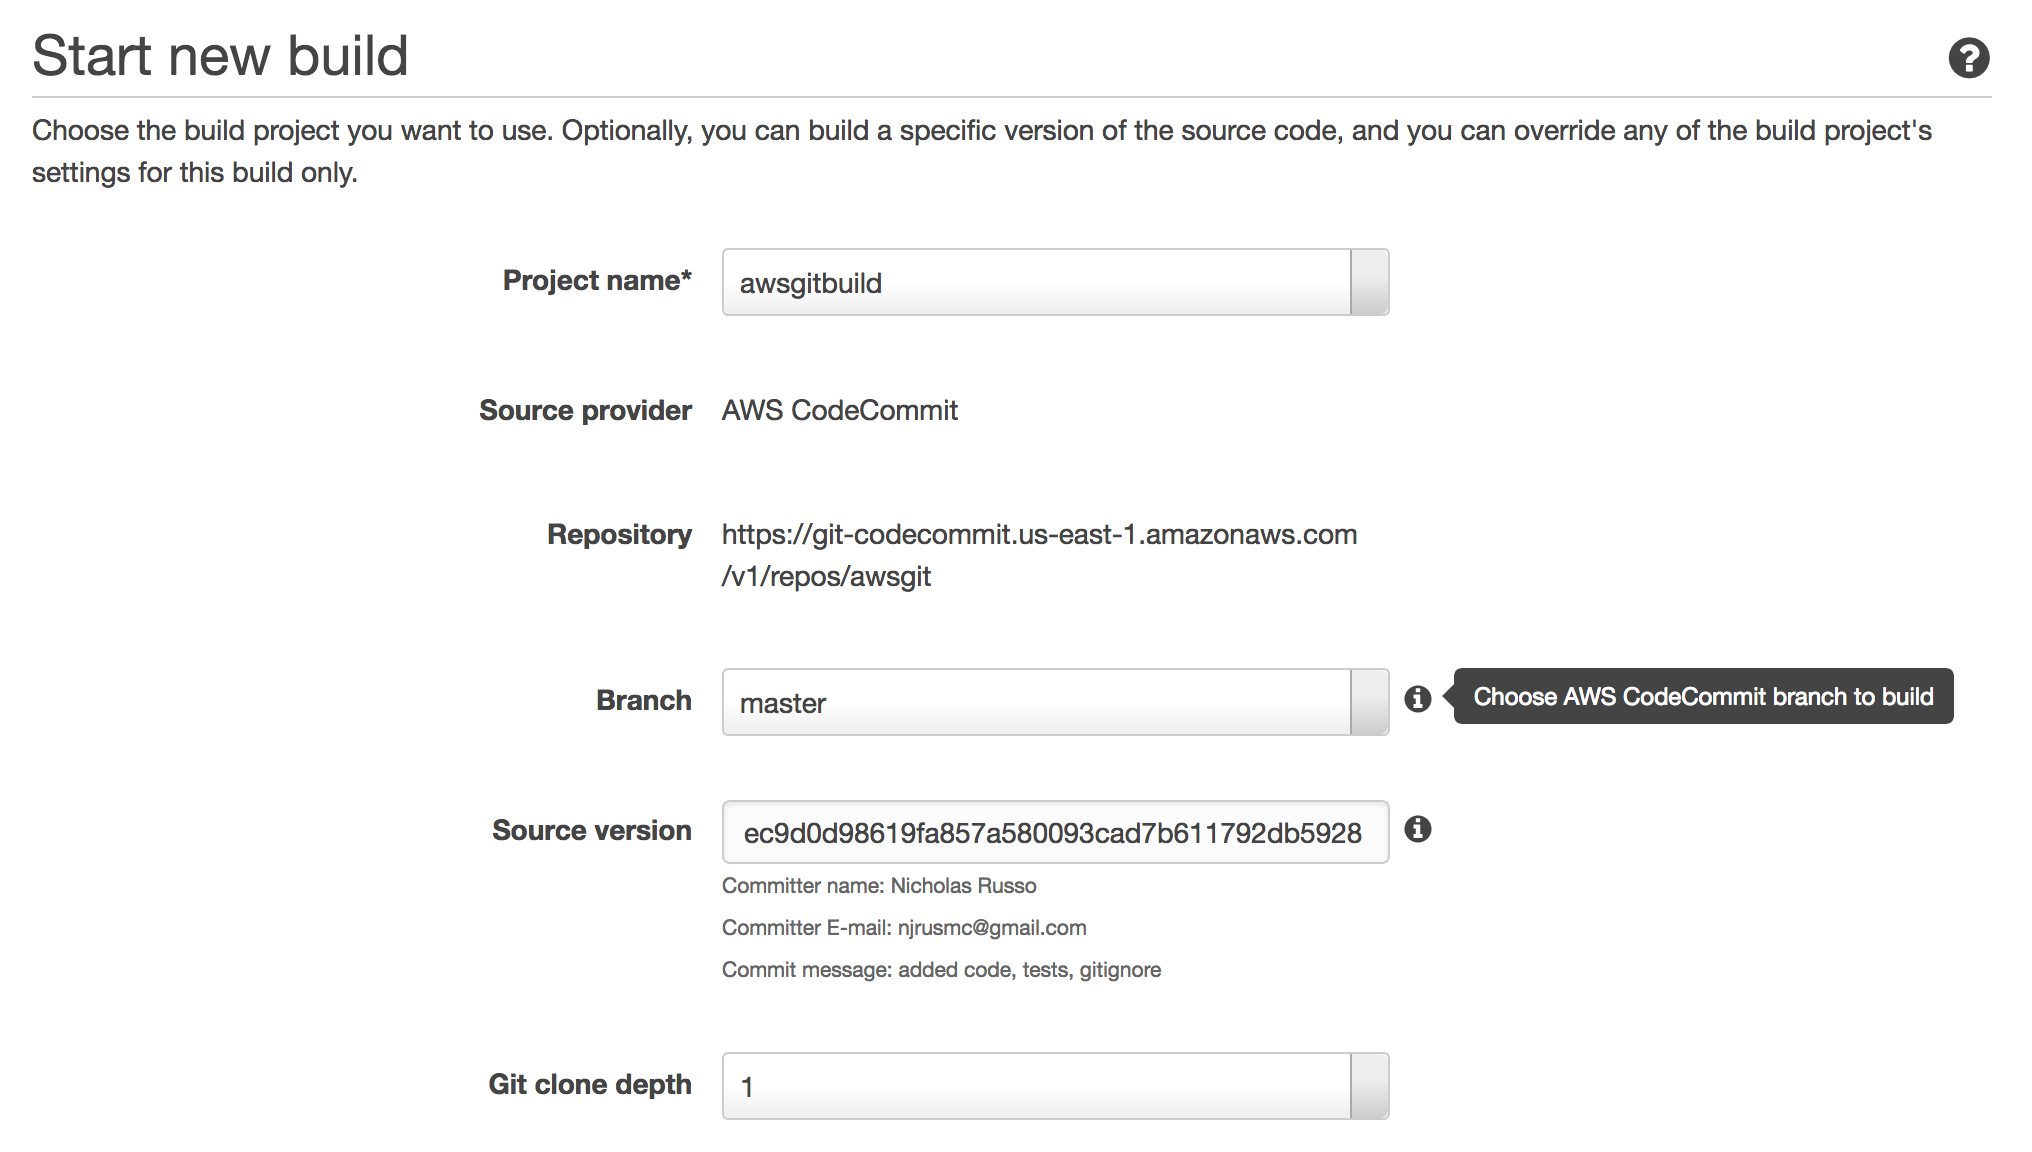 Start new build
Choose the build project you want to use. Optionally, you can build a specific version of the source code, and you can override any of the build project's
settings for this build only.
Project name* awsgitbuild
Source provider AWS CodeCommit
Repository https://git-codecommit.us-east-1.amazonaws.com
/v1/repos/awsgit
Branch master Choose AWS CodeCommit branch to build
Source version ec9d0d98619fa857a580093cad7b611792db5928
Committer name: Nicholas Russo
Committer E-mail: njrusmc@gmail.com
Commit message: added code, tests, gitignore
Git clone depth 1